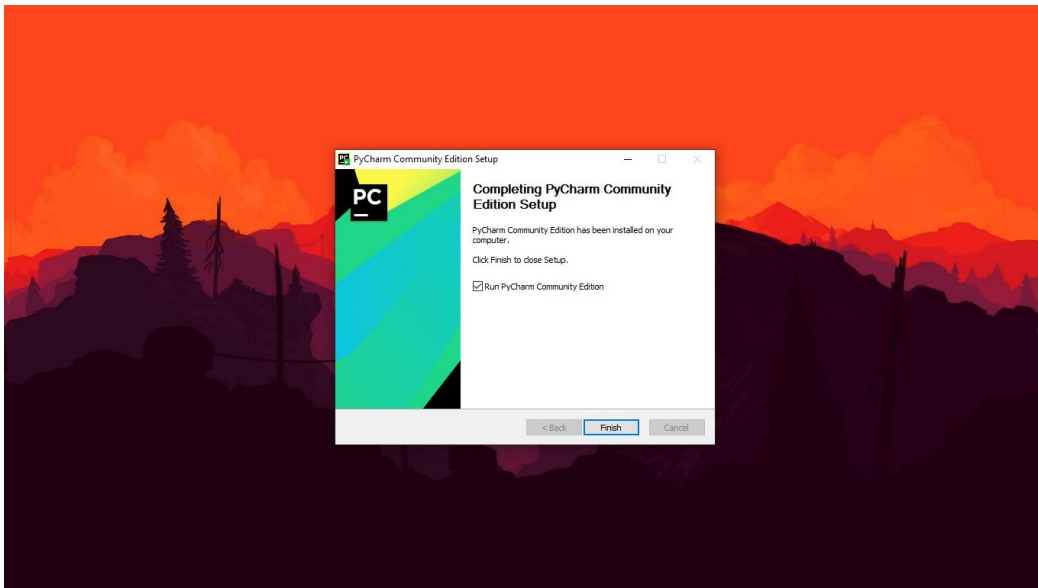 PyCharm Community Edition Setup
PC
Completing PyCharm Community
Edition Setup
PyCharm Community Edition has been installed on your
computer.
Click Finish to close Setup.
Run PyCharm Community Edition
< Back Finish Cancel